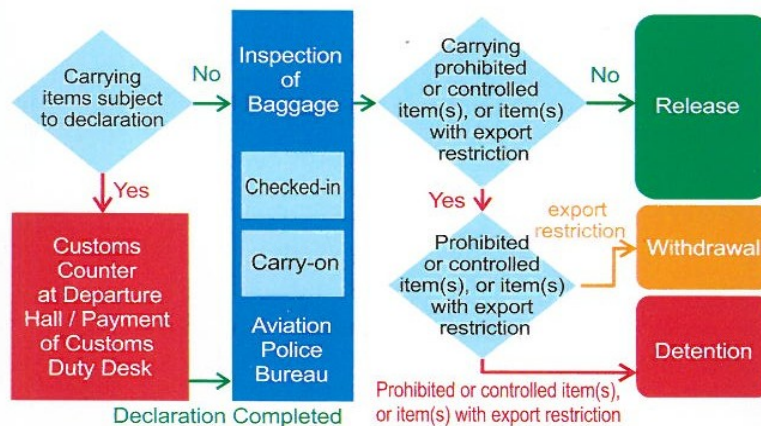 Carrying
items subject
to declaration
No
Yes
Customs
Counter
at Departure
Hall / Payment
of Customs
Duty Desk
Declaration Completed
Inspection
of
Baggage
Checked-in
Carry-on
Aviation
Police
Bureau
Carrying
prohibited
or controlled
item(s), or item(s)
with export
restriction
No
Release
Yes
Prohibited
or controlled
item(s), or item(s)
with export
restriction
export
restriction
Withdrawal
Prohibited or controlled item(s),
or item(s) with export restriction
Detention